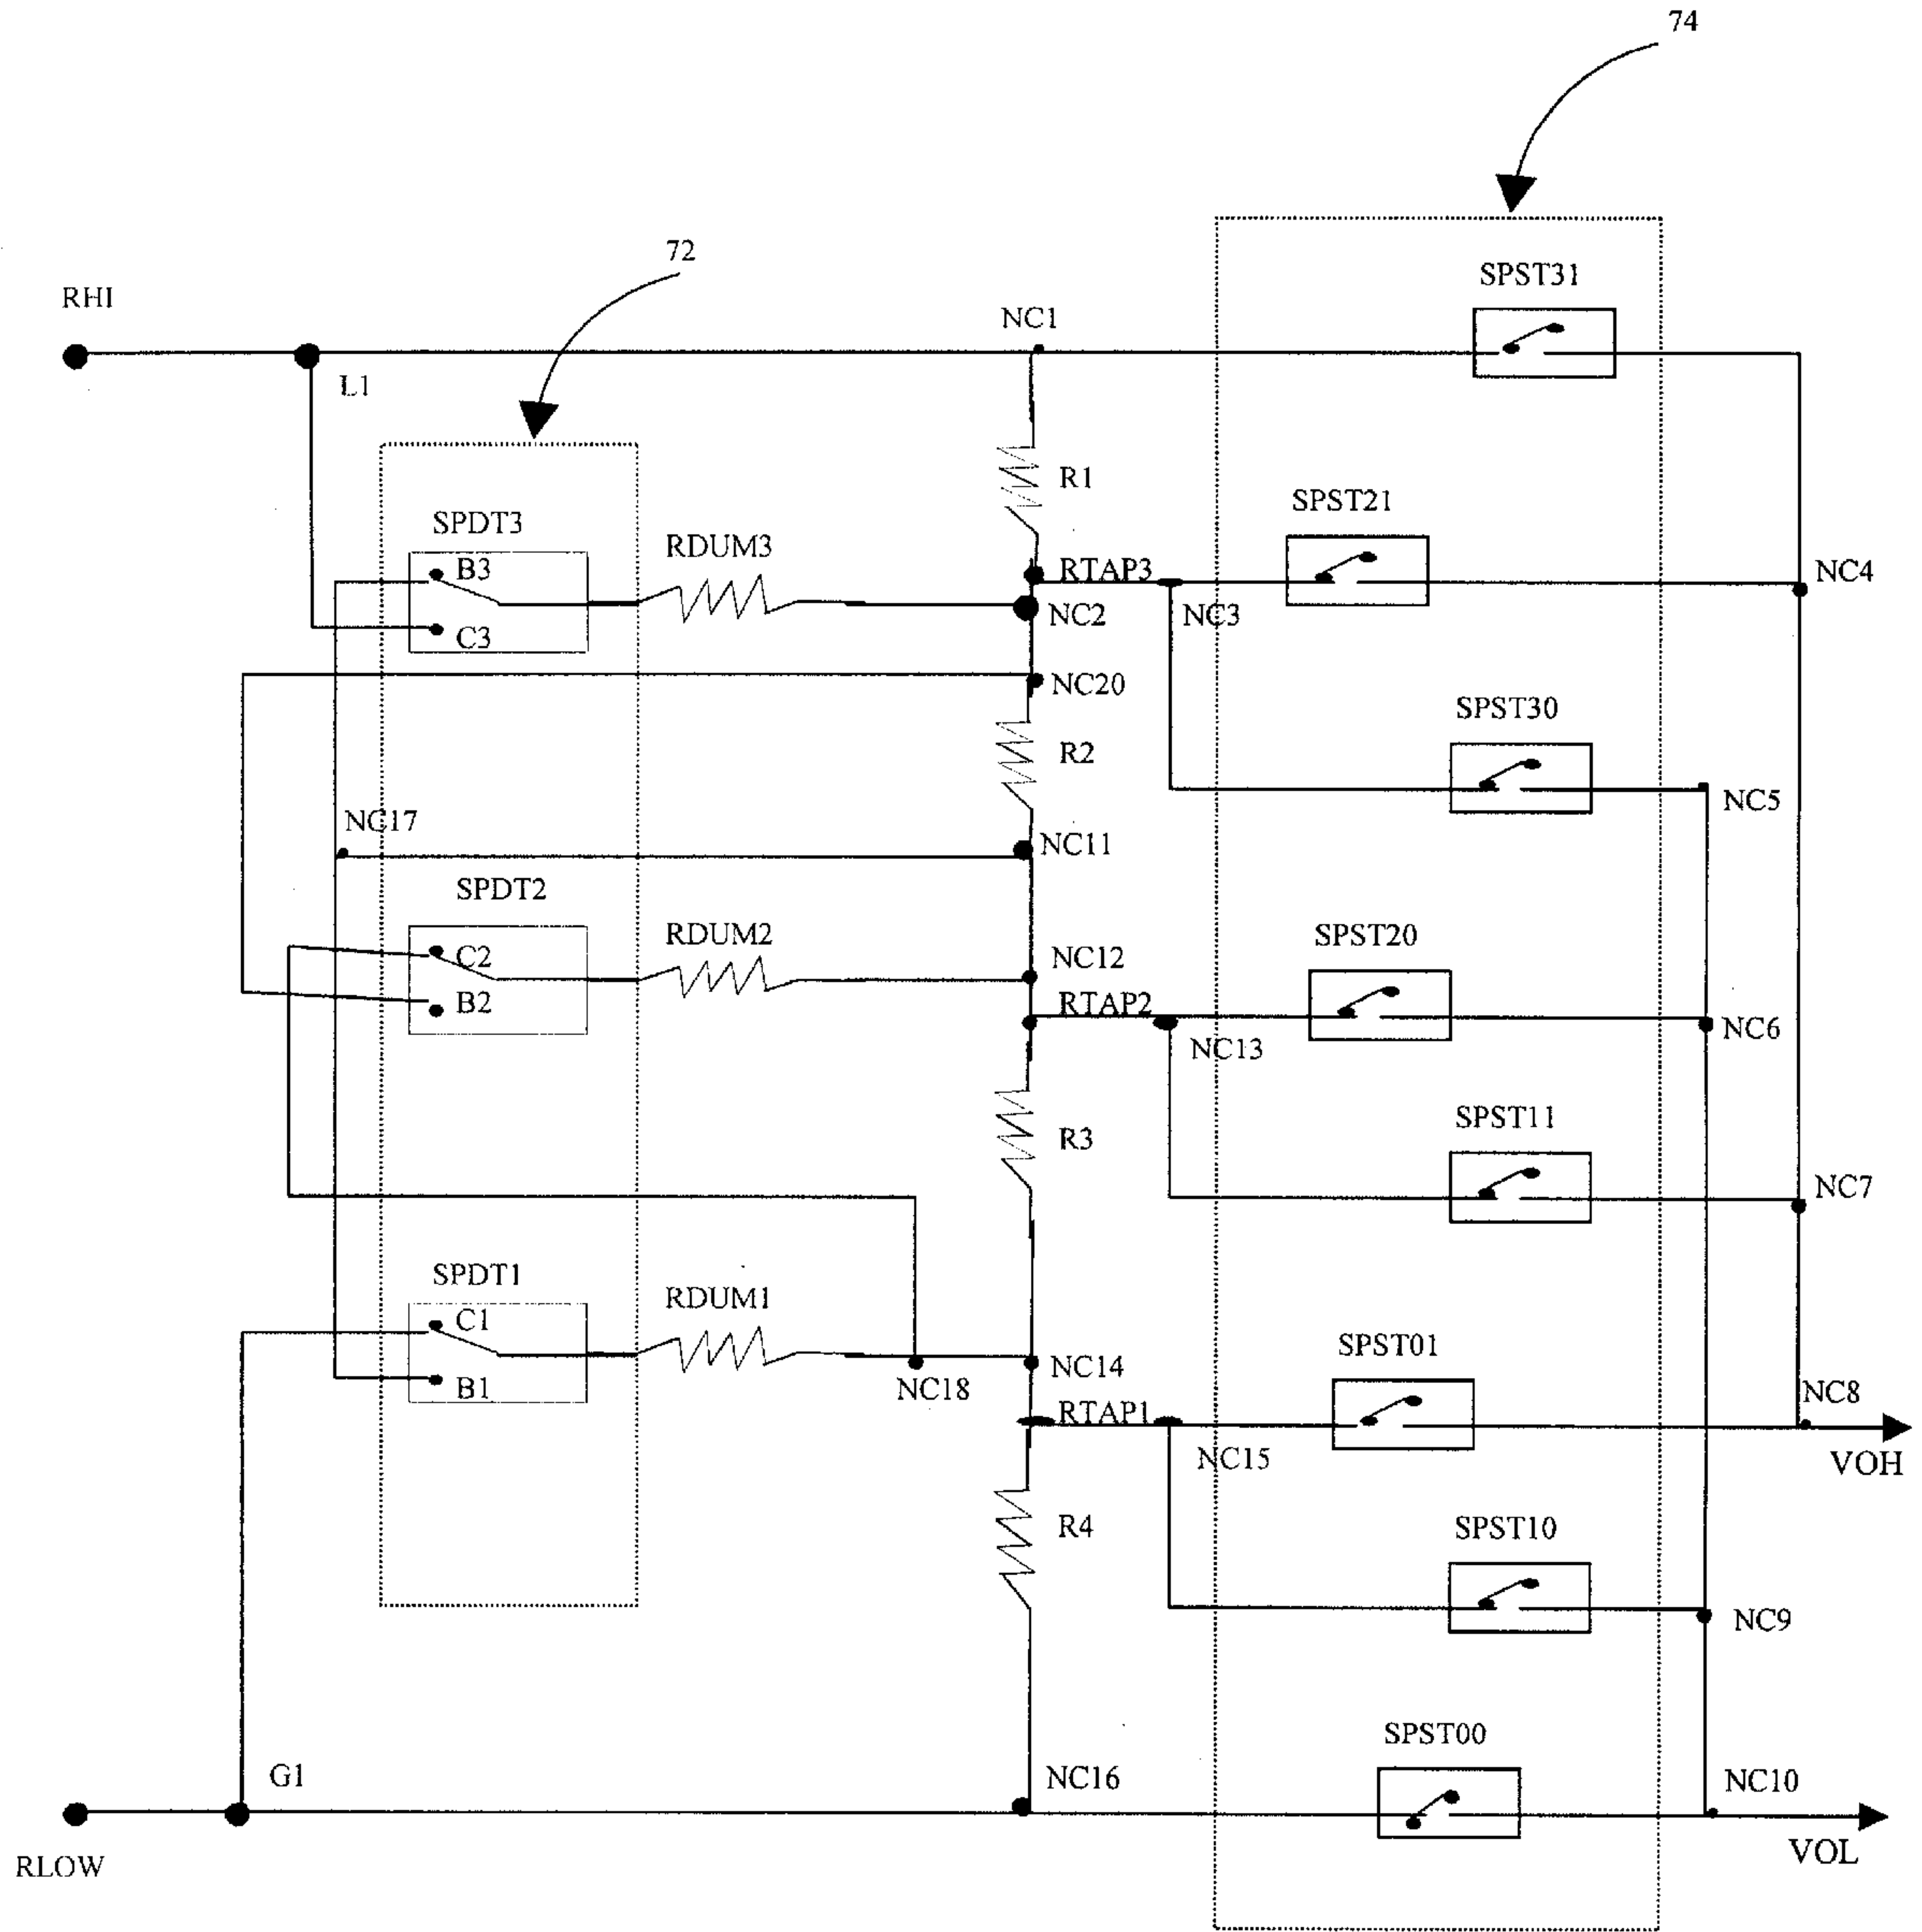 74
72
SPST31
RHI
NC1
L1
R1
SPST21
SPDT3
RDUM3
B3
RTAP3
NC4
C3
NC2
NC3
NC20
SPST30
R2
NC5
NC17
NC11
SPDT2
RDUM2
SPST20
C2
NC12
B2
RTAP2
NC6
NC13
SPST11
R3
NC7
SPDT1
RDUM1
C1
SPST01
NC14
B1
NC18
NC8
RTAP1
NC15
VOH
R4
SPST10
NC9
SPST00
G1
NC16
NC10
VOL
RLOW